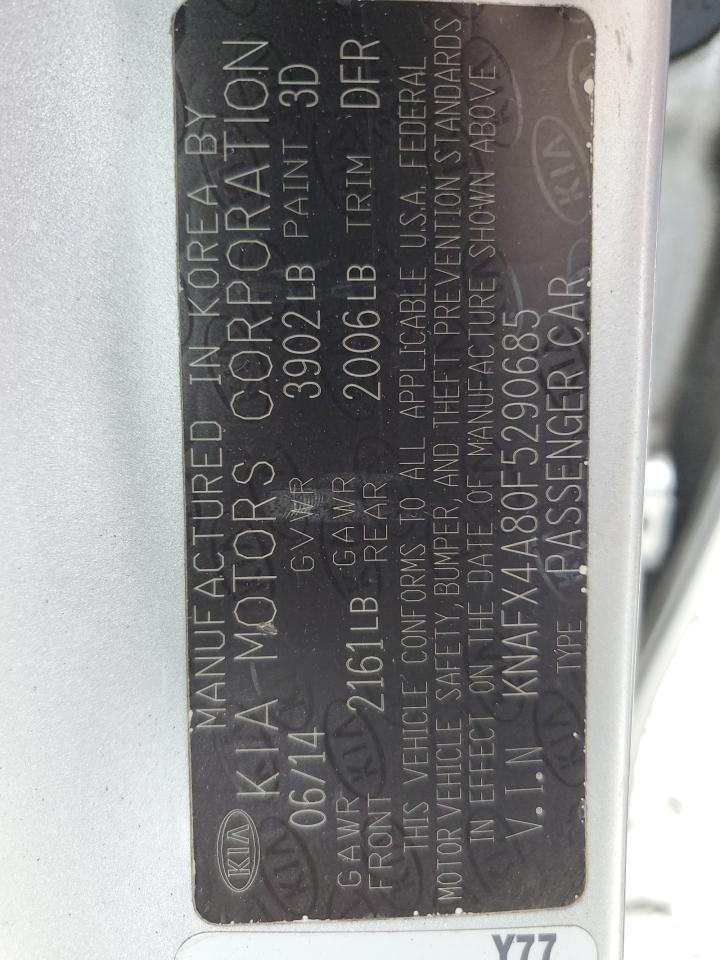 KIA
MANUFACTURED IN KOREA BY
KIA MOTORS CORPORATION
06/14 GVWR 3902LB PAINT 3D
GAWR FRONT 2161LB GAWR REAR 2006LB TRIM DFR
THIS VEHICLE CONFORMS TO ALL APPLICABLE U.S.A. FEDERAL
MOTOR VEHICLE SAFETY, BUMPER, AND THEFT PREVENTION STANDARDS
IN EFFECT ON THE DATE OF MANUFACTURE SHOWN ABOVE
V.I.N KNAFX4A80F5290685
TYPE PASSENGER CAR
Y77